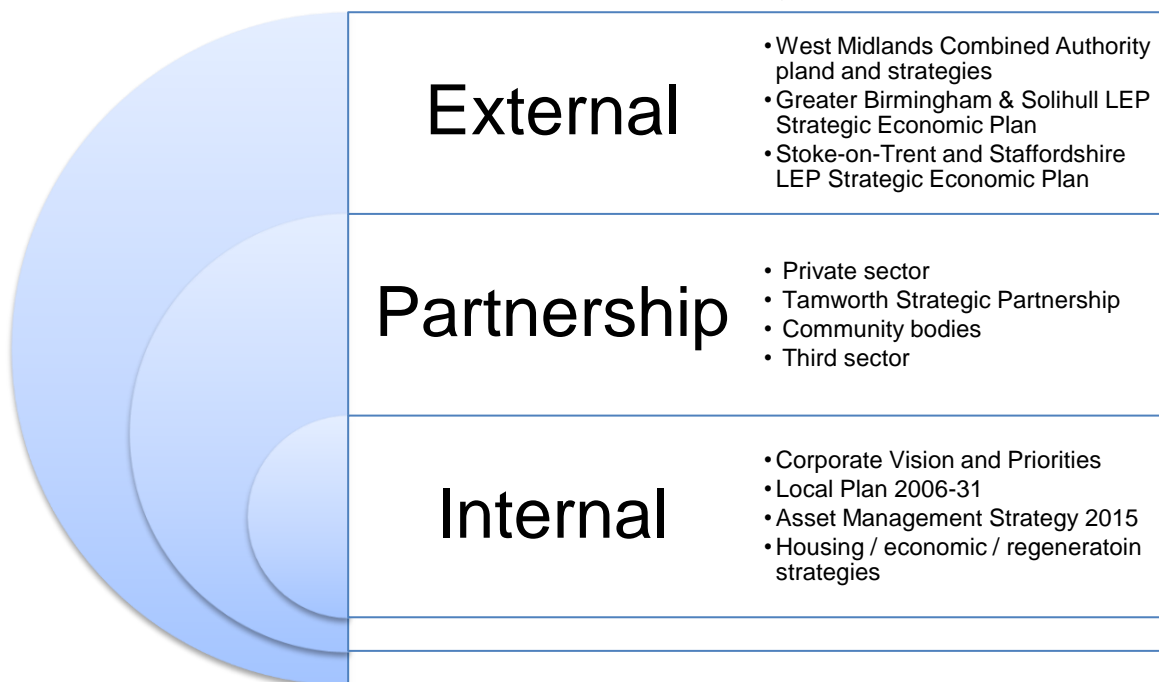 External
•West Midlands Combined Authority
pland and strategies
•Greater Birmingham & Solihull LEP
Strategic Economic Plan
•Stoke-on-Trent and Staffordshire
LEP Strategic Economic Plan
Partnership
• Private sector
• Tamworth Strategic Partnership
• Community bodies
• Third sector
Internal
•Corporate Vision and Priorities
•Local Plan 2006-31
•Asset Management Strategy 2015
•Housing / economic / regeneratoin
strategies